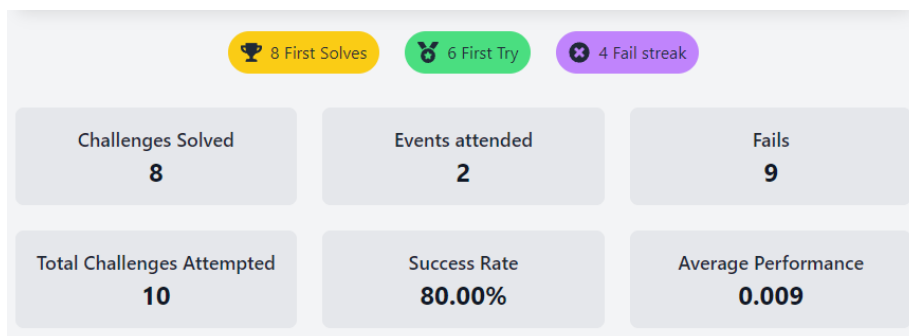 8 First Solves
6 First Try
4 Fail streak
Challenges Solved
8
Events attended
2
Fails
9
Total Challenges Attempted
10
Success Rate
80.00%
Average Performance
0.009